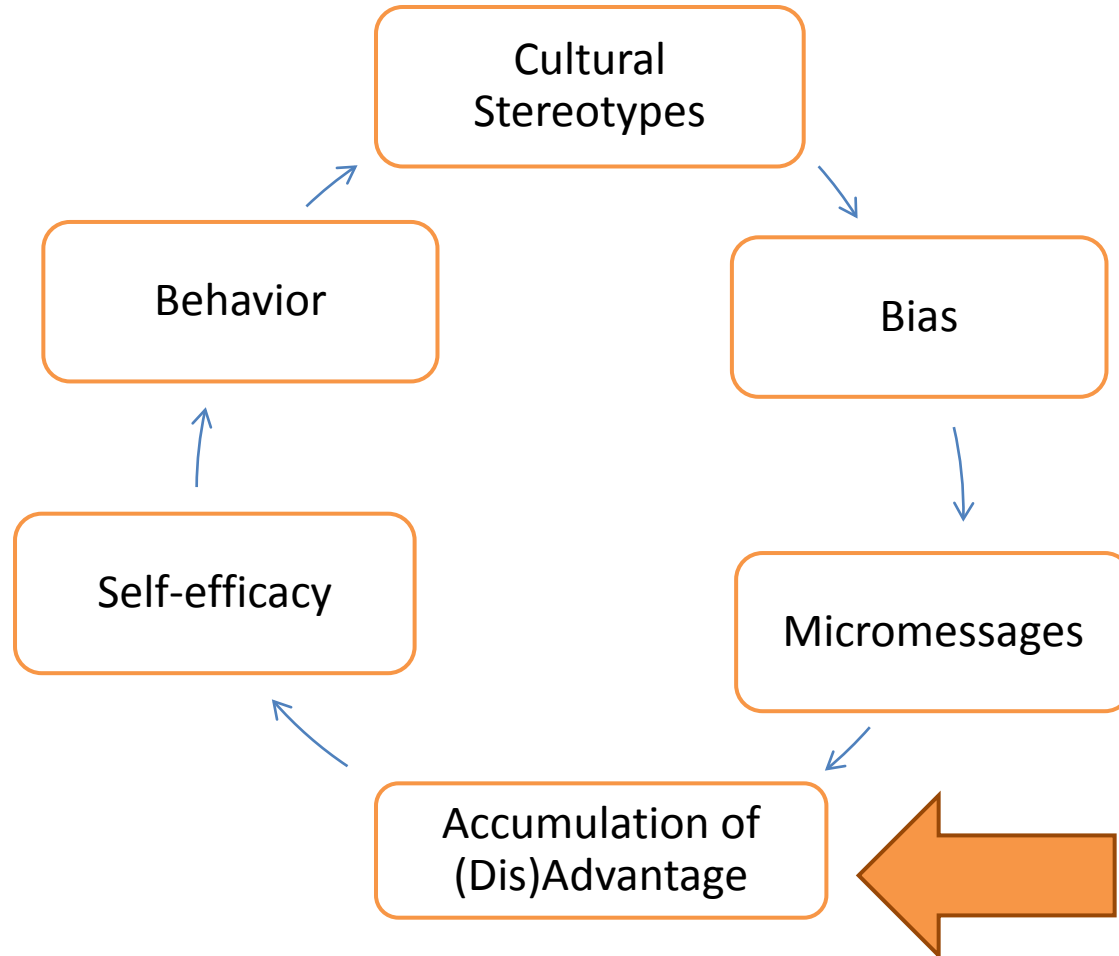 Cultural
Stereotypes
Bias
Micromessages
Accumulation of
(Dis)Advantage
Self-efficacy
Behavior